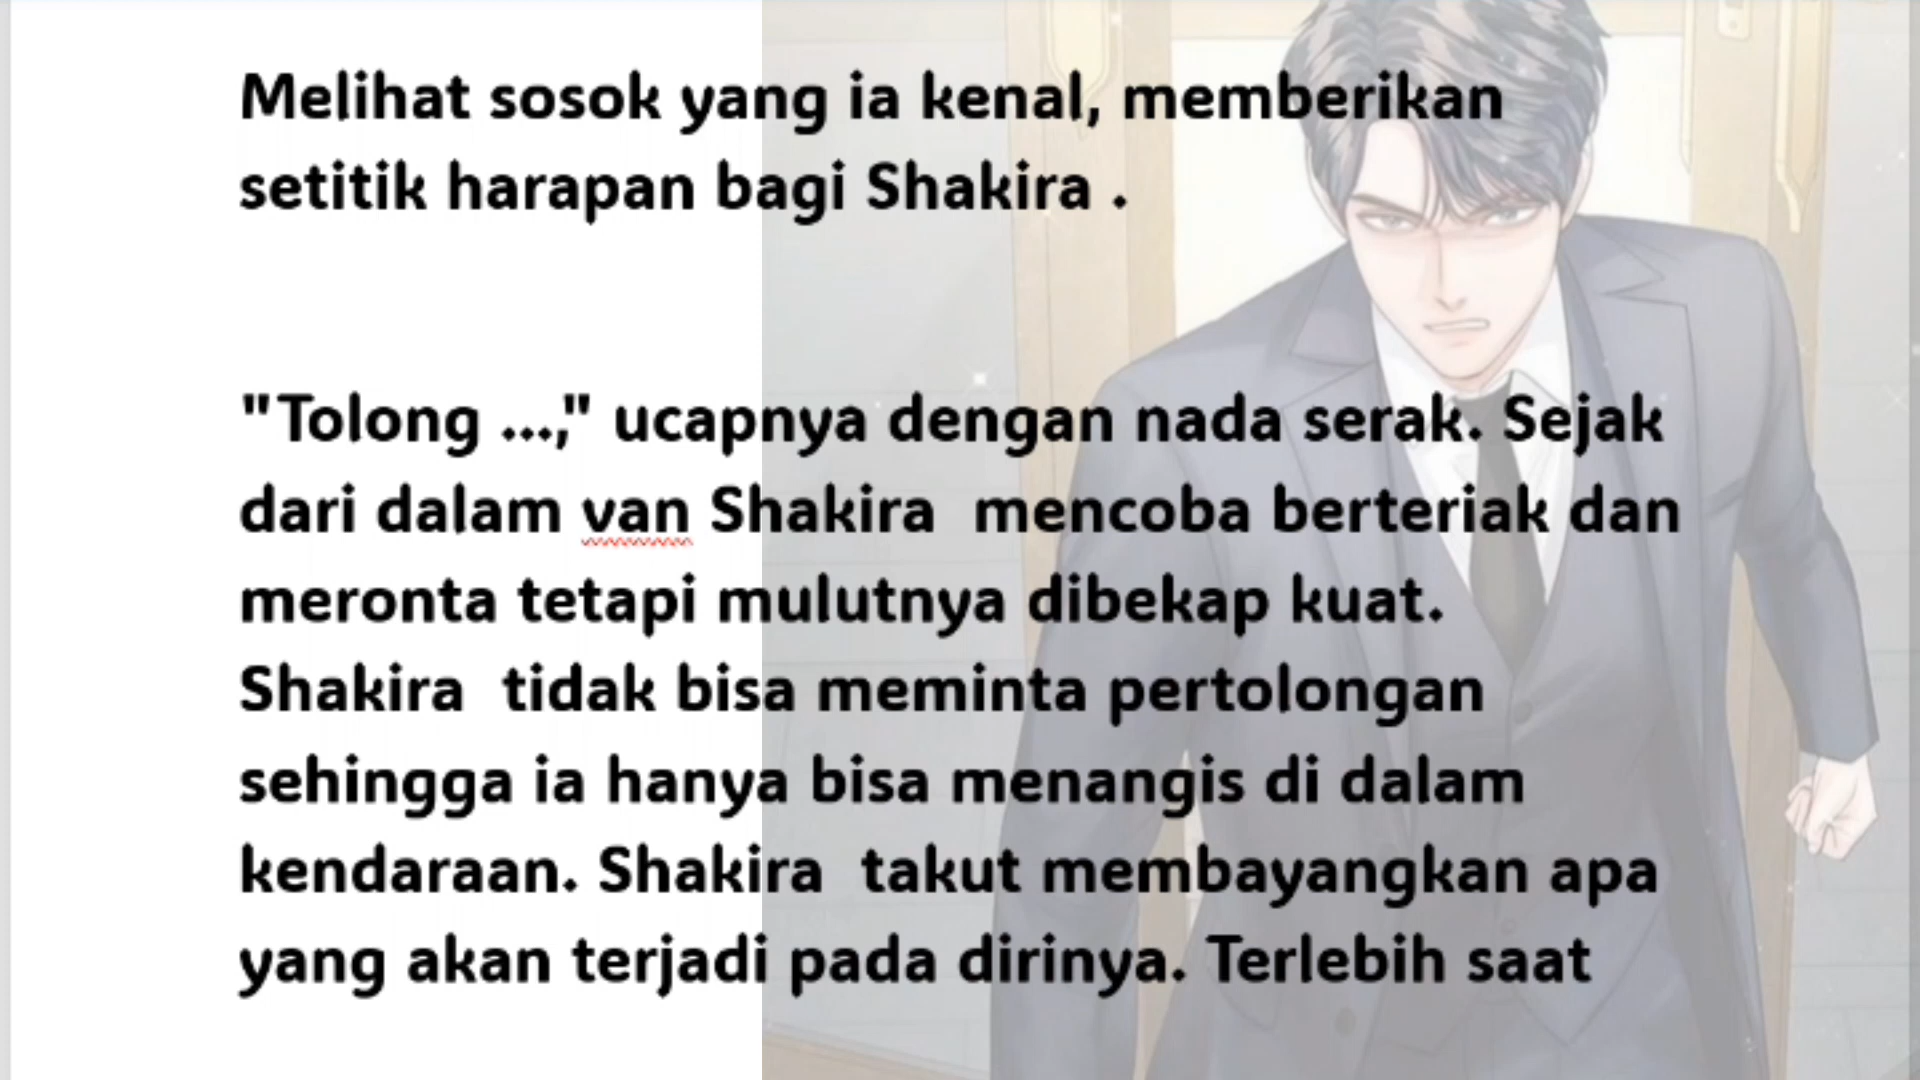 Melihat sosok yang ia kenal, memberikan
setitik harapan bagi Shakira .
"Tolong ...," ucapnya dengan nada serak. Sejak
dari dalam van Shakira  mencoba berteriak dan
meronta tetapi mulutnya dibekap kuat.
Shakira  tidak bisa meminta pertolongan
sehingga ia hanya bisa menangis di dalam
kendaraan. Shakira  takut membayangkan apa
yang akan terjadi pada dirinya. Terlebih saat